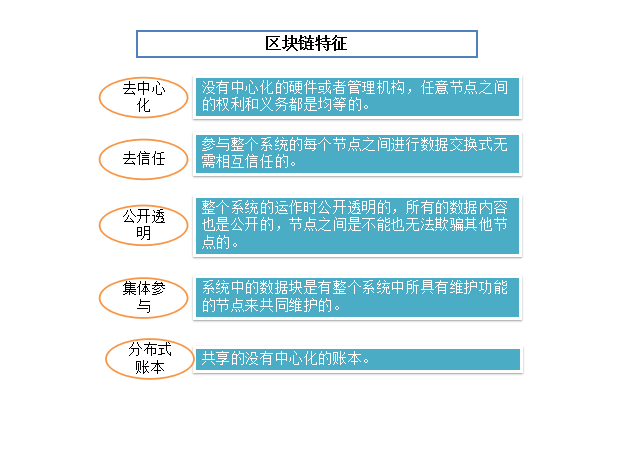 区块链特征
去中心
化
没有中心化的硬件或者管理机构，任意节点之间
的权利和义务都是均等的。
去信任
参与整个系统的每个节点之间进行数据交换式无
需相互信任的。
公开透
明
整个系统的运作时公开透明的，所有的数据内容
也是公开的，节点之间是不能也无法欺骗其他节
点的。
集体参
与
系统中的数据块是有整个系统中所具有维护功能
的节点来共同维护的。
分布式
账本
共享的没有中心化的账本。